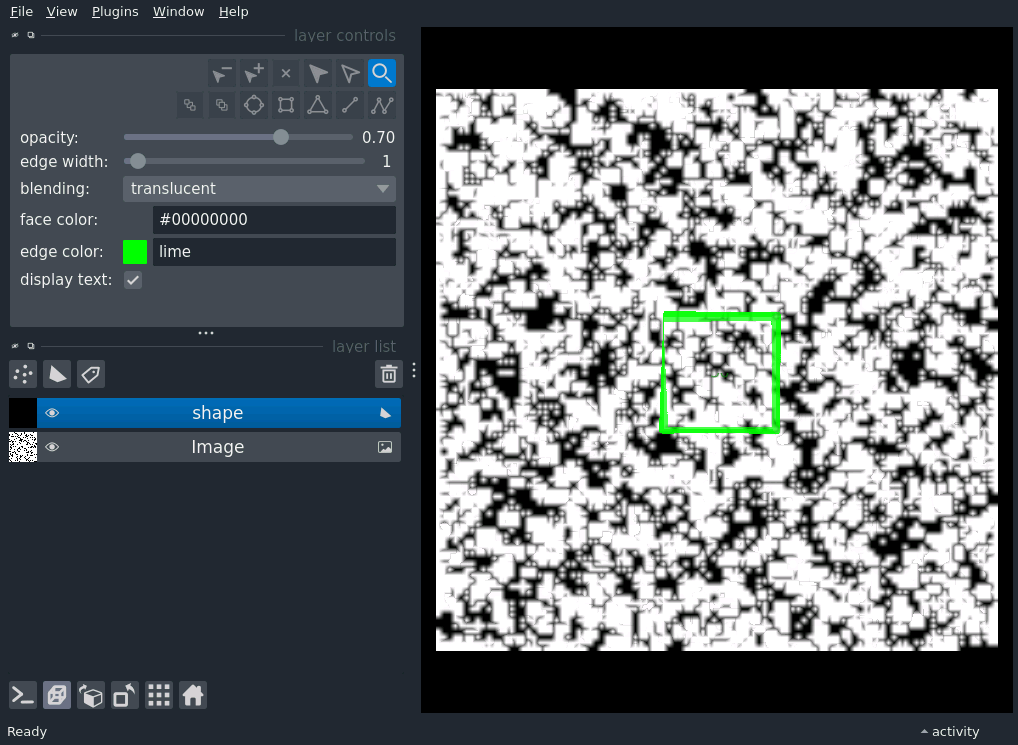 File View Plugins Window Help
layer controls
opacity: 0.70
edge width: 1
blending: translucent
face color: #00000000
edge color: lime
display text:
layer list
shape
Image
Ready
activity